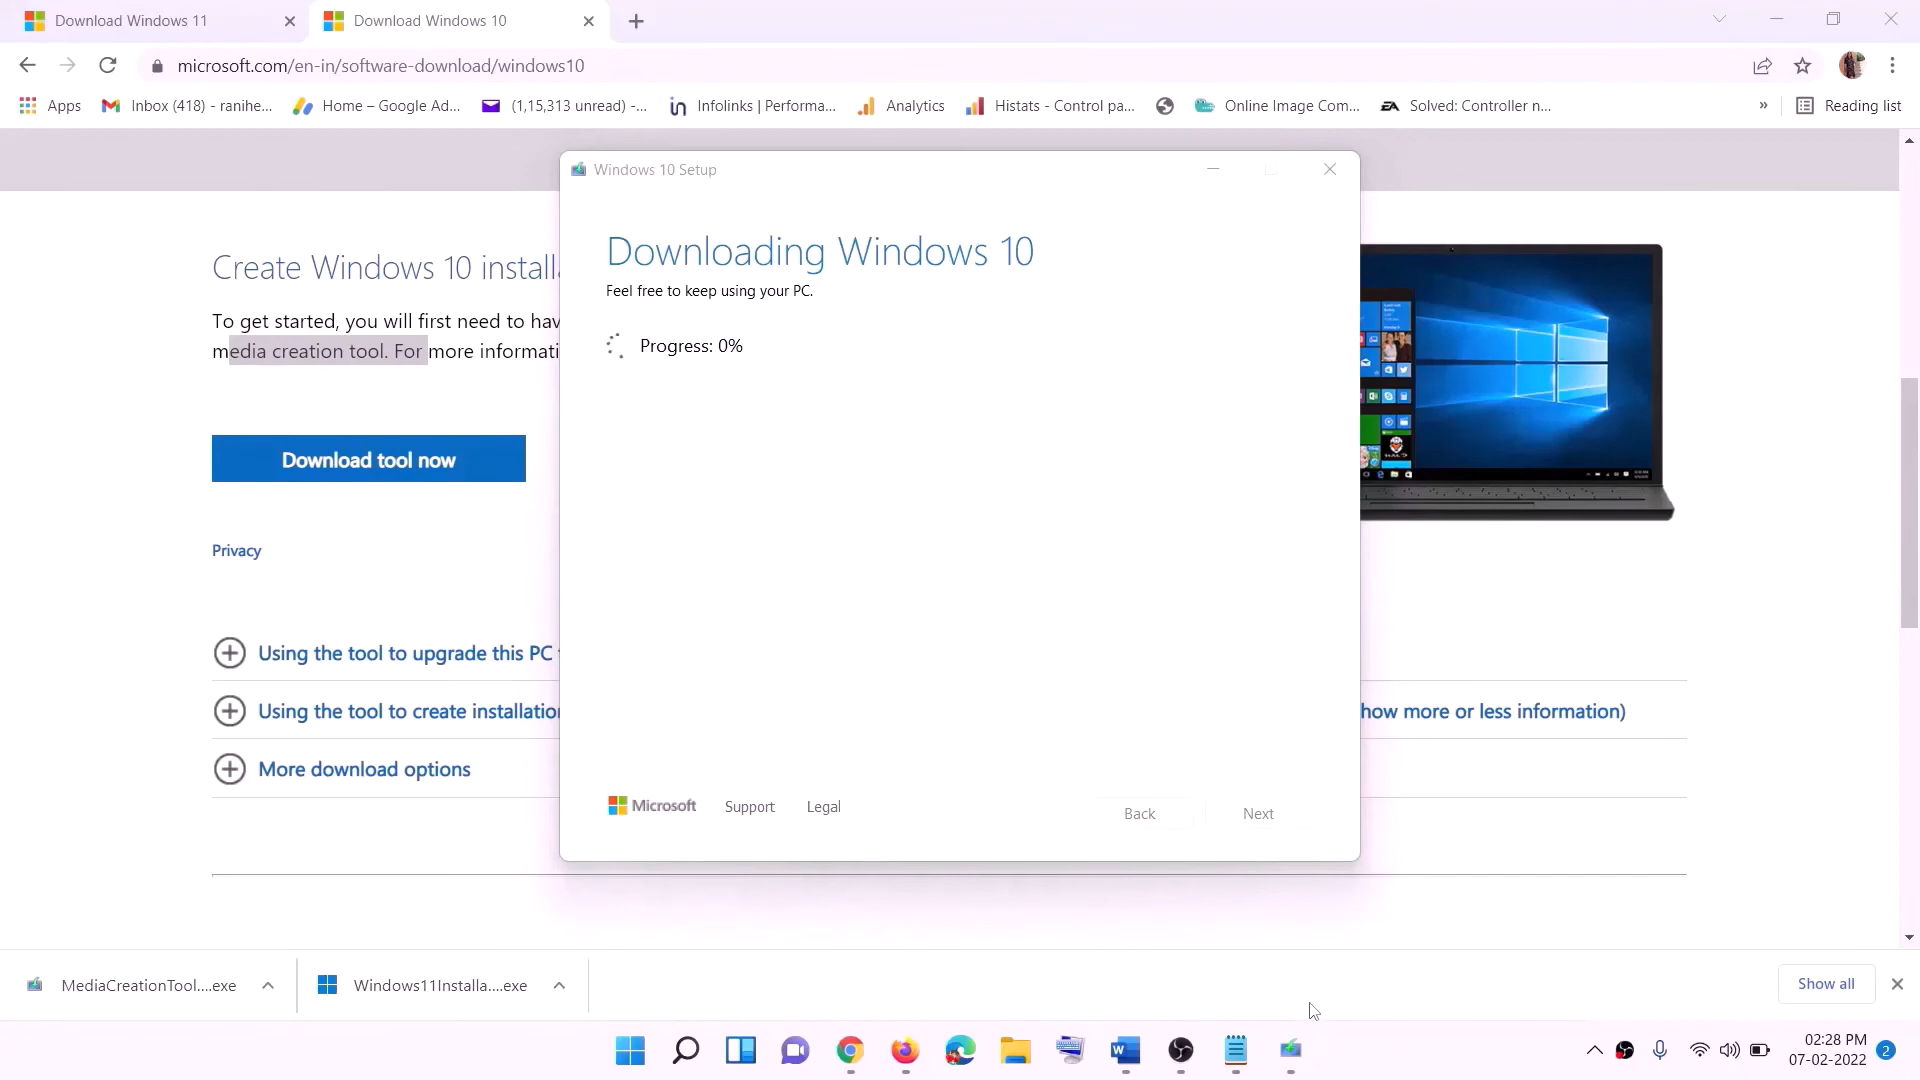 Download Windows 11
Download Windows 10
microsoft.com/en-in/software-download/windows10
Apps
Inbox (418) - ranihe...
Home – Google Ad...
(1,15,313 unread) -...
Infolinks | Performa...
Analytics
Histats - Control pa...
Online Image Com...
Solved: Controller n...
»
Reading list
Windows 10 Setup
Downloading Windows 10
Feel free to keep using your PC.
Progress: 0%
Microsoft
Support
Legal
Back
Next
Create Windows 10 install
To get started, you will first need to hav
media creation tool. For more informati
Download tool now
Privacy
Using the tool to upgrade this PC
Using the tool to create installation
how more or less information)
More download options
MediaCreationTool....exe
Windows11Installa....exe
Show all
02:28 PM
07-02-2022
2